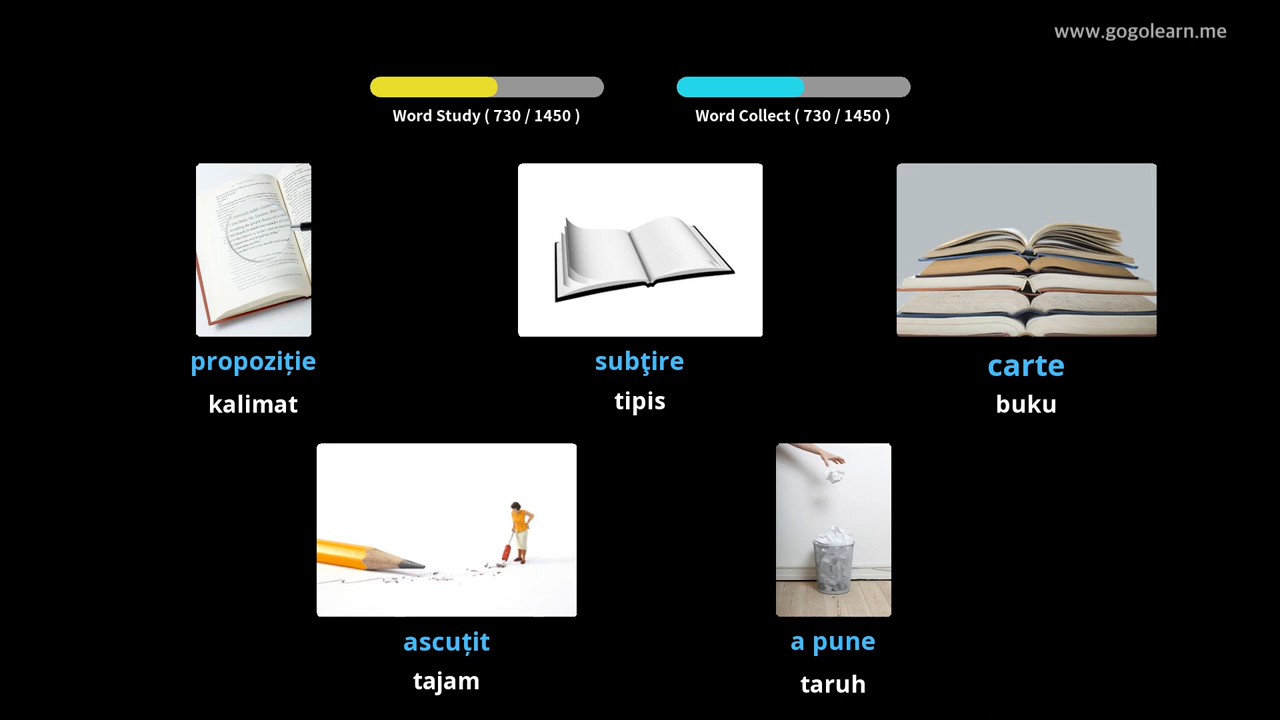 www.gogolearn.me
Word Study ( 730 / 1450 )
Word Collect ( 730 / 1450 )
propoziție
kalimat
subţire
tipis
carte
buku
ascuțit
tajam
a pune
taruh